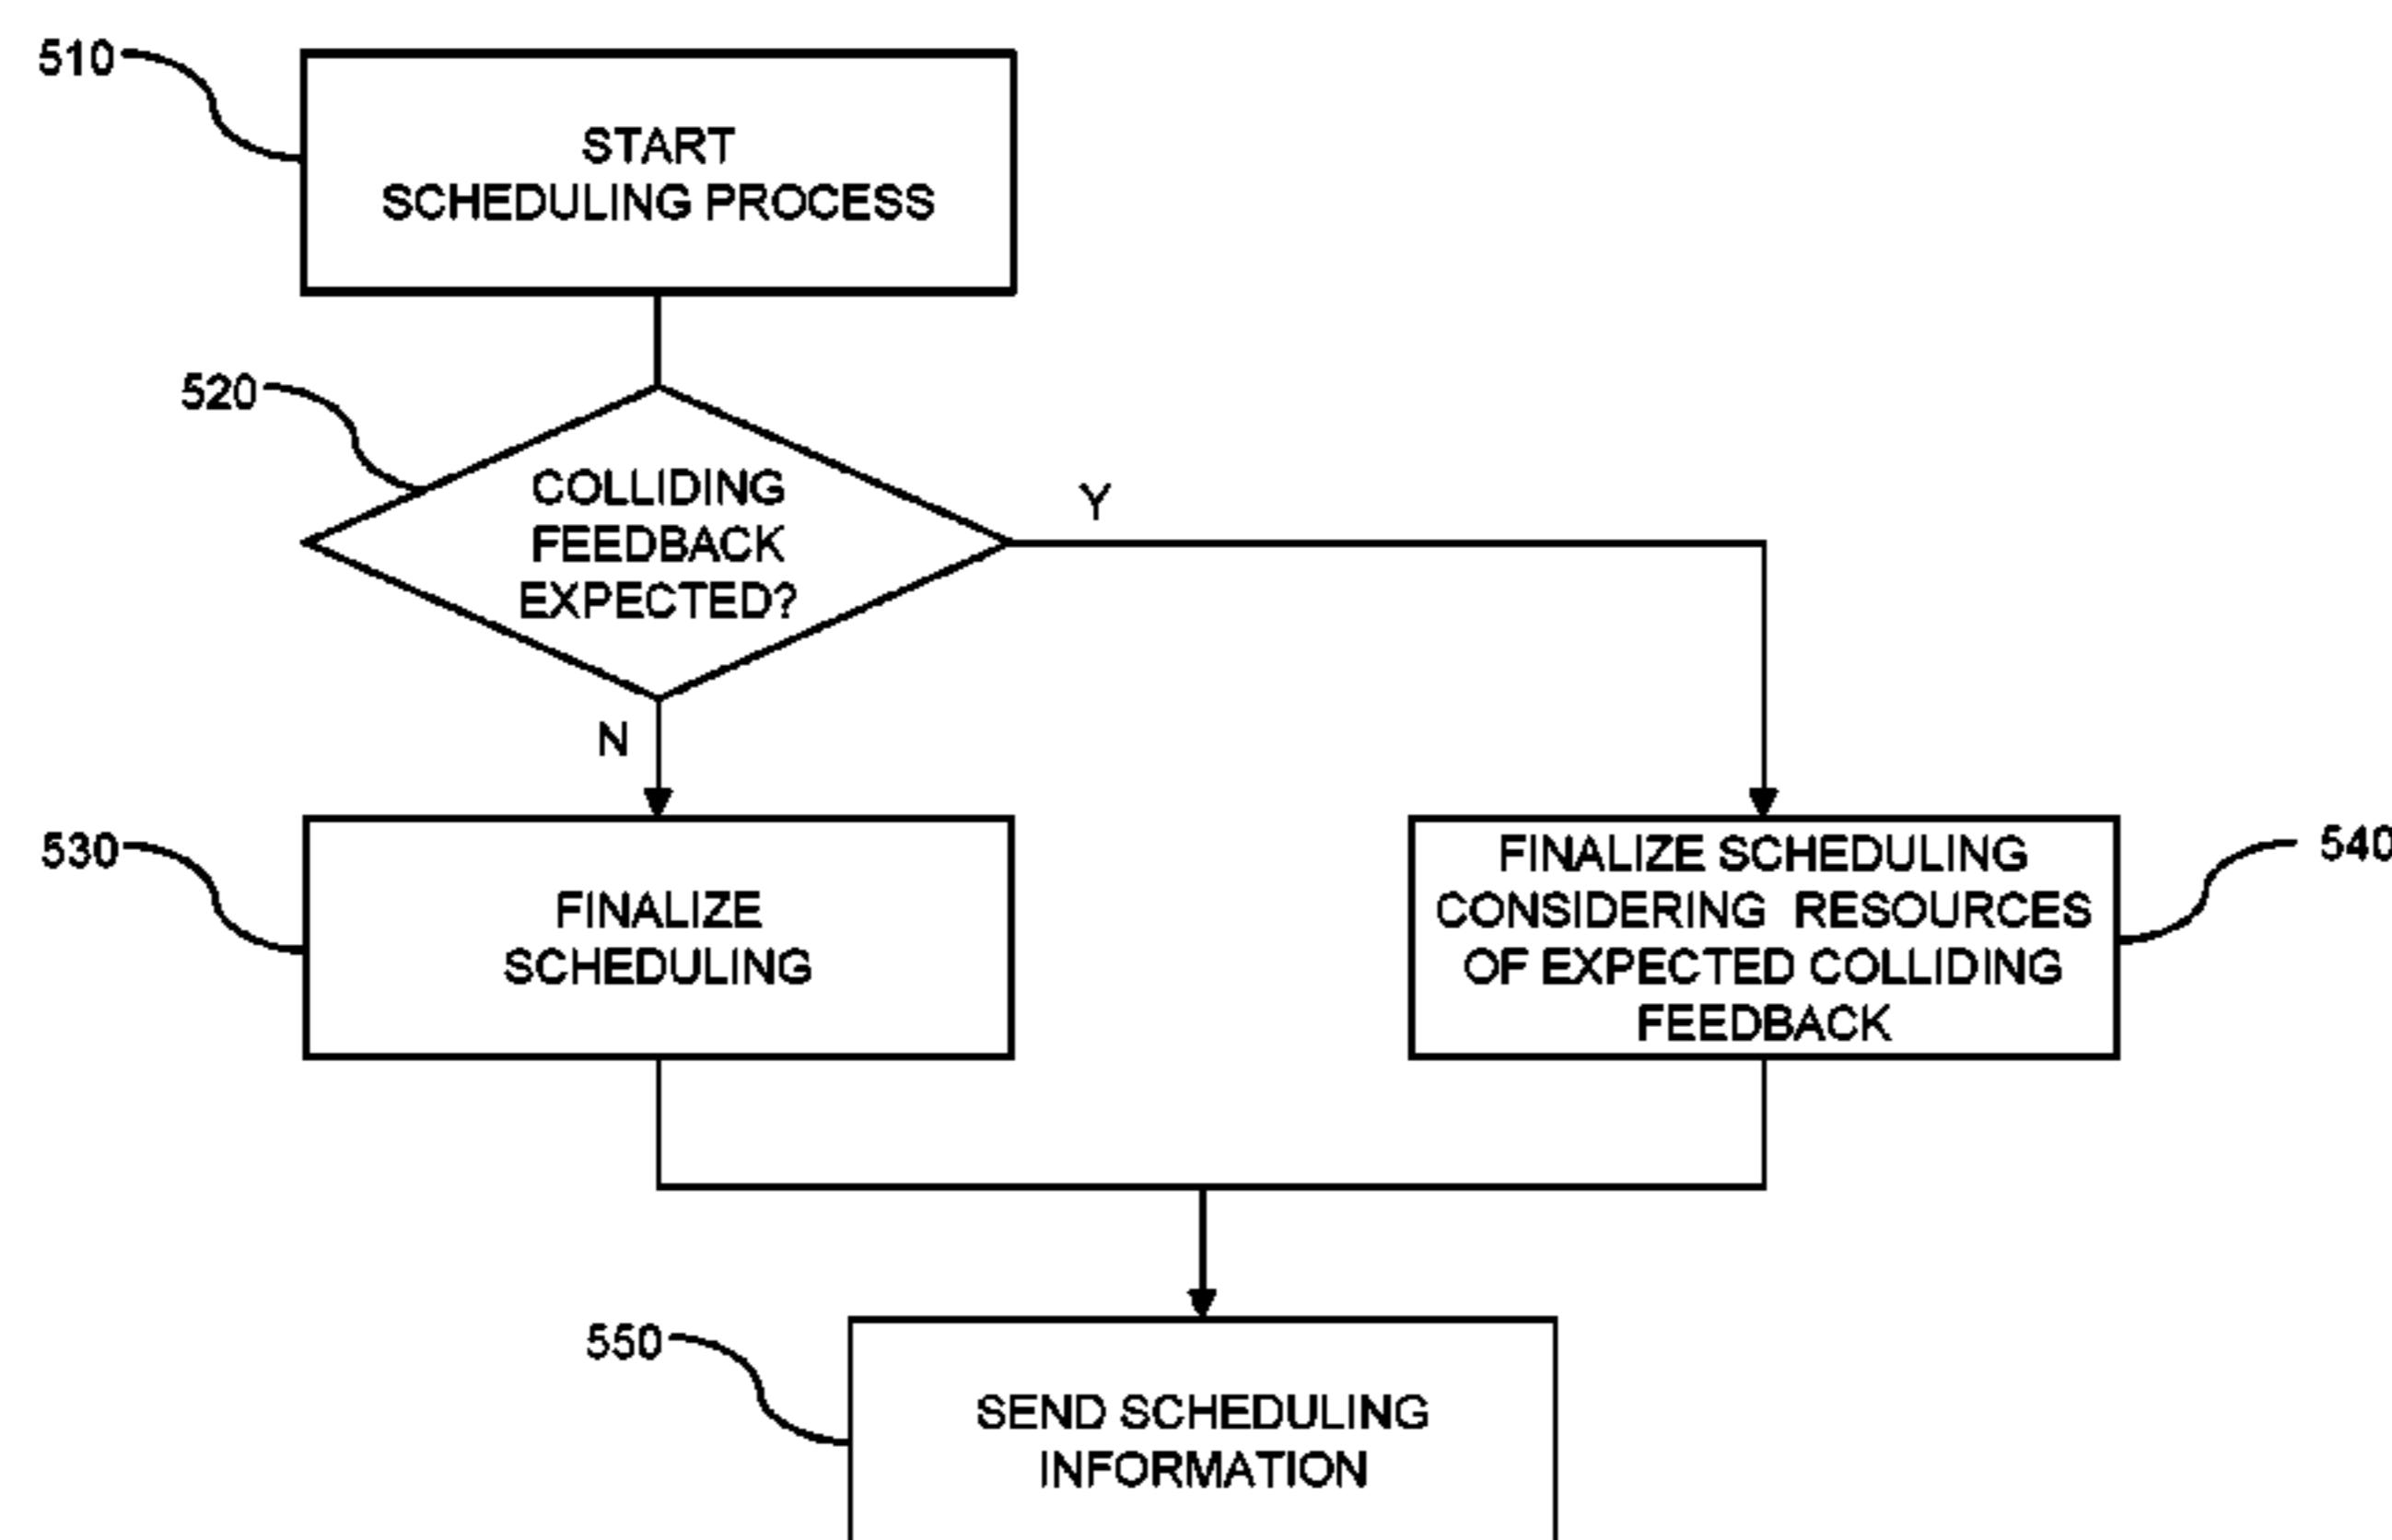 510
START
SCHEDULING PROCESS
520
COLLIDING
FEEDBACK
EXPECTED?
Y
N
530
FINALIZE
SCHEDULING
FINALIZE SCHEDULING
CONSIDERING RESOURCES
OF EXPECTED COLLIDING
FEEDBACK
540
550
SEND SCHEDULING
INFORMATION